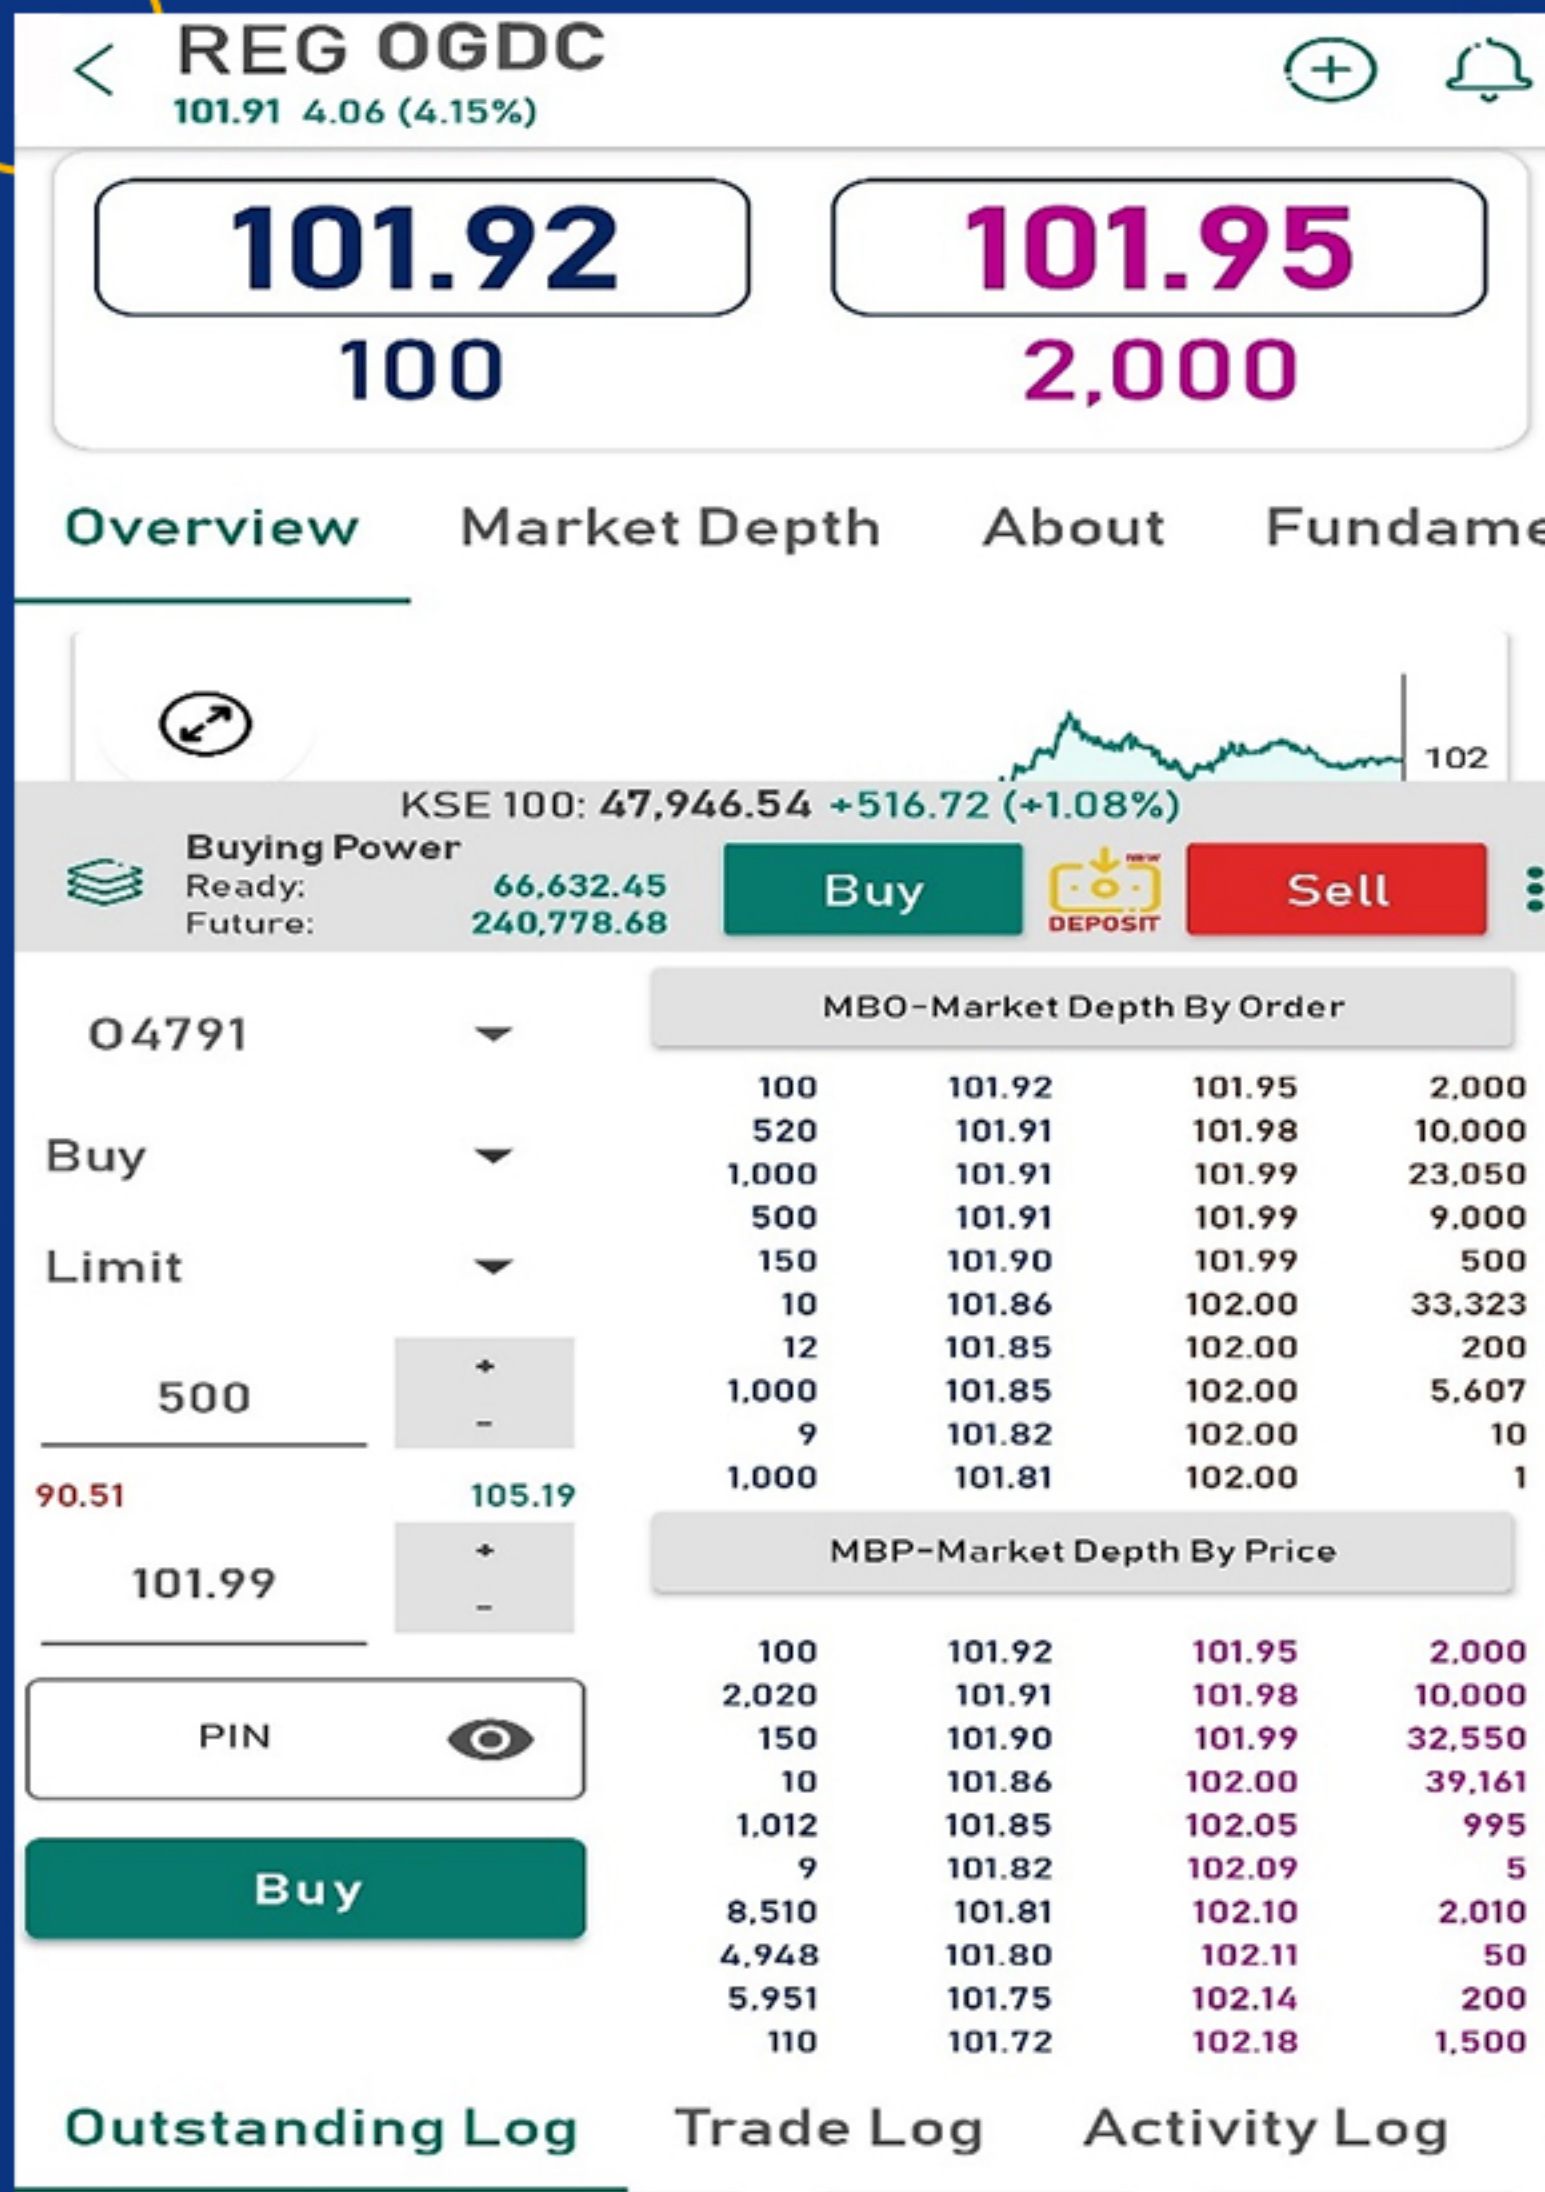 REG OGDC
101.91 4.06 (4.15%)
101.92 101.95
100 2,000
Overview Market Depth About Fundame
102
KSE 100: 47,946.54 +516.72 (+1.08%)
Buying Power
Ready: 66,632.45
Future: 240,778.68
Buy
NEW
DEPOSIT
Sell
04791
Buy
Limit
500
+
-
90.51 105.19
101.99
+
-
PIN
Buy
MBO-Market Depth By Order
100 101.92 101.95 2,000
520 101.91 101.98 10,000
1,000 101.91 101.99 23,050
500 101.91 101.99 9,000
150 101.90 101.99 500
10 101.86 102.00 33,323
12 101.85 102.00 200
1,000 101.85 102.00 5,607
9 101.82 102.00 10
1,000 101.81 102.00 1
MBP-Market Depth By Price
100 101.92 101.95 2,000
2,020 101.91 101.98 10,000
150 101.90 101.99 32,550
10 101.86 102.00 39,161
1,012 101.85 102.05 995
9 101.82 102.09 5
8,510 101.81 102.10 2,010
4,948 101.80 102.11 50
5,951 101.75 102.14 200
110 101.72 102.18 1,500
Outstanding Log Trade Log Activity Log